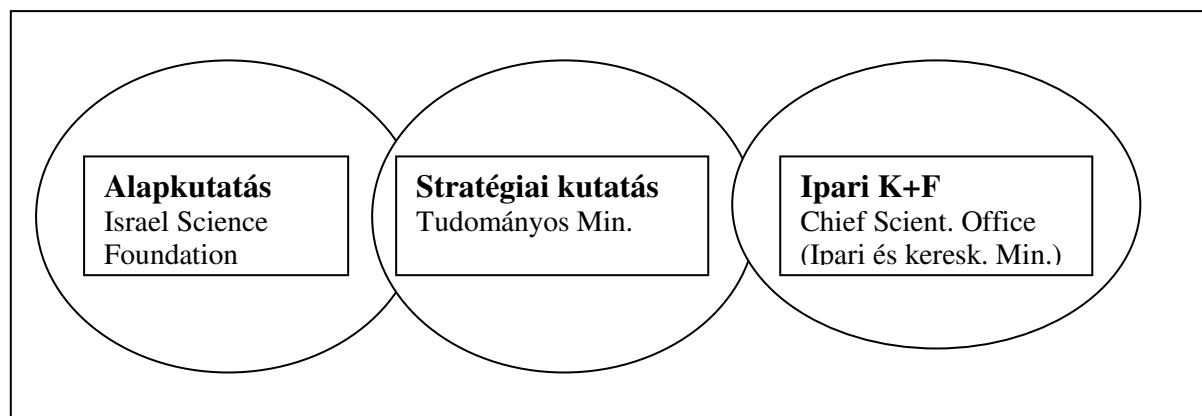 Alapkutatás
Israel Science
Foundation
Stratégiai kutatás
Tudományos Min.
Ipari K+F
Chief Scient. Office
(Ipari és keresk. Min.)